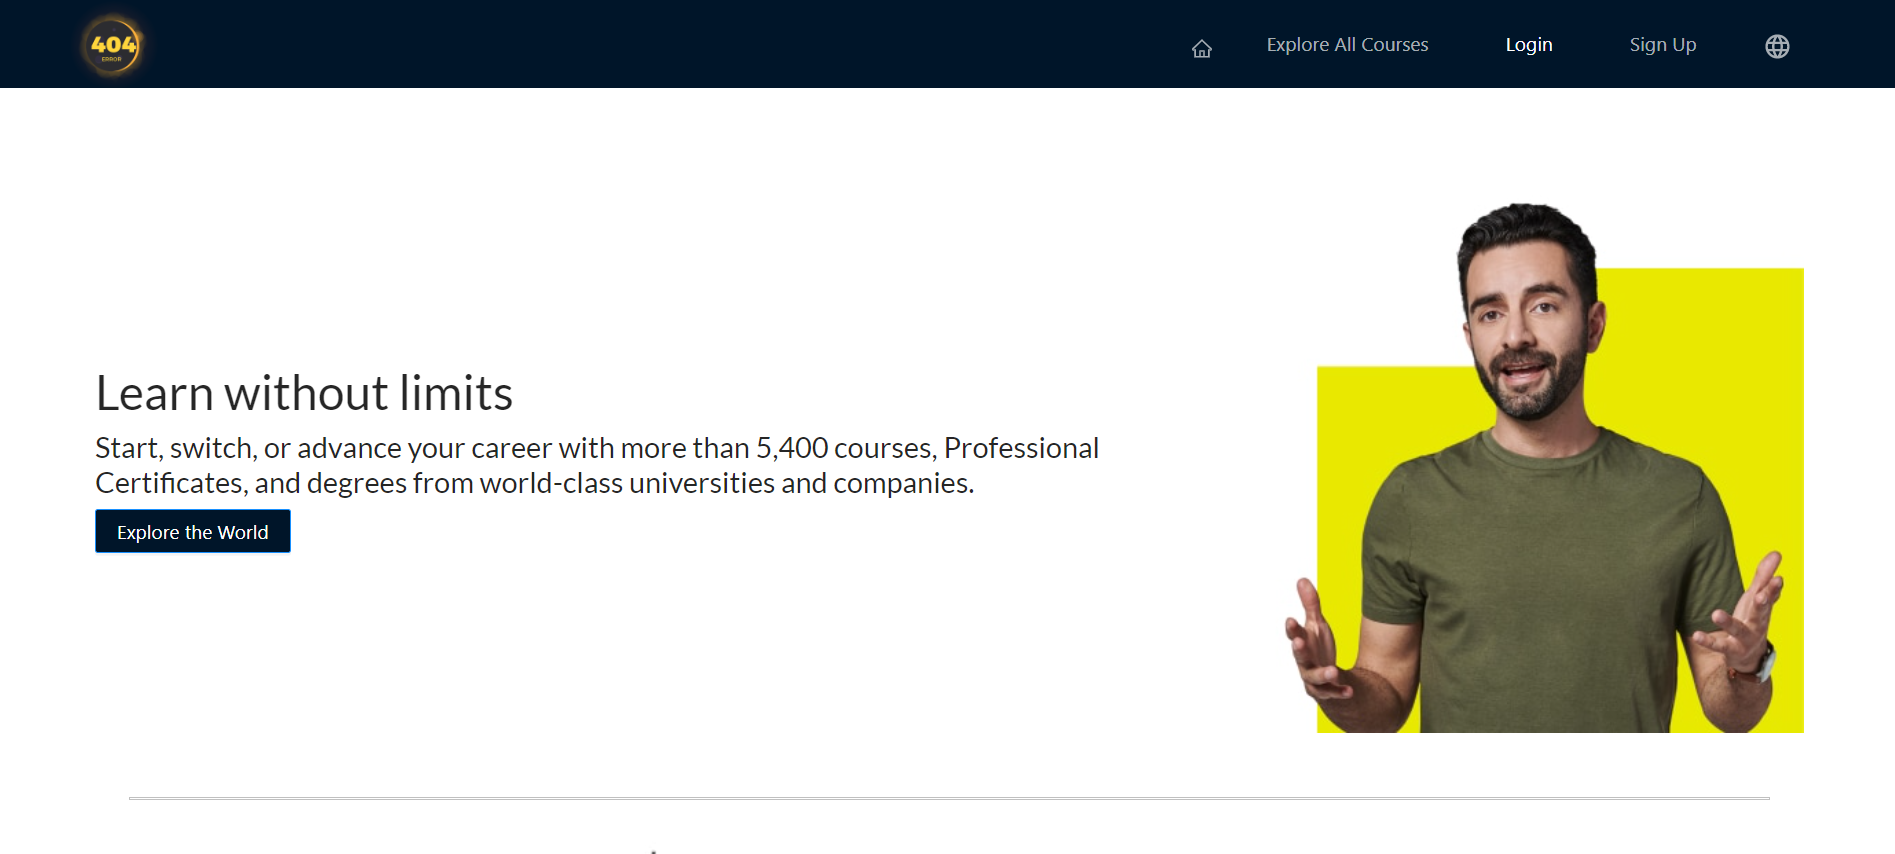 404
ERROR
Explore All Courses
Login
Sign Up
Learn without limits
Start, switch, or advance your career with more than 5,400 courses, Professional
Certificates, and degrees from world-class universities and companies.
Explore the World